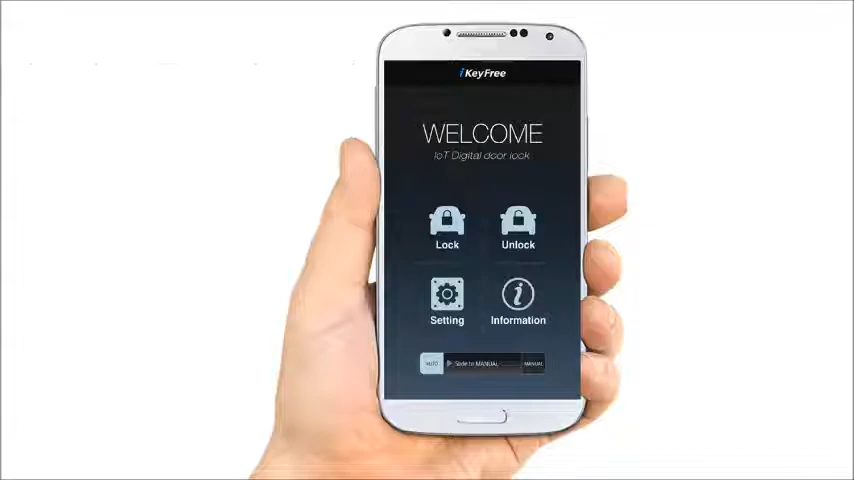 iKeyFree
WELCOME
IoT Digital door lock
Lock
Unlock
Setting
Information
AUTO
Slide to MANUAL
MANUAL